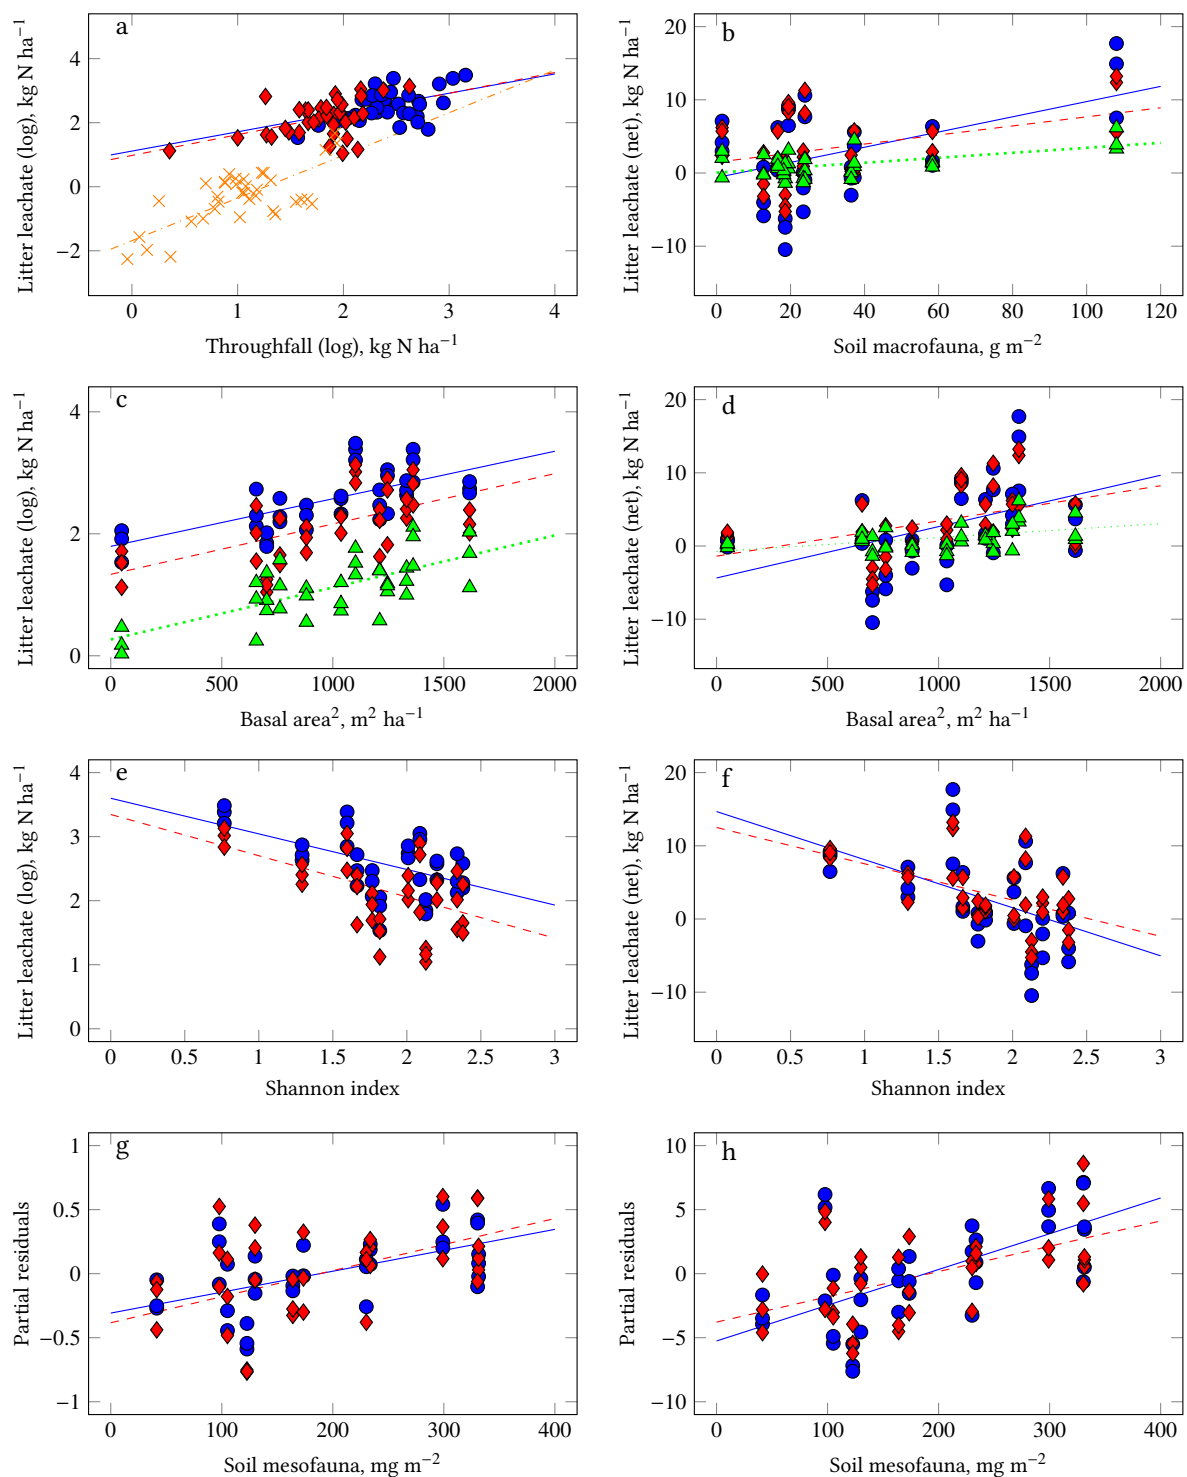 a
Litter leachate (log), kg N ha⁻¹
4
2
0
−2
0 1 2 3 4
Throughfall (log), kg N ha⁻¹
b
Litter leachate (net), kg N ha⁻¹
20
10
0
−10
0 20 40 60 80 100 120
Soil macrofauna, g m⁻²
c
Litter leachate (log), kg N ha⁻¹
4
2
0
0 500 1000 1500 2000
Basal area², m² ha⁻¹
d
Litter leachate (net), kg N ha⁻¹
20
10
0
−10
0 500 1000 1500 2000
Basal area², m² ha⁻¹
e
Litter leachate (log), kg N ha⁻¹
4
3
2
1
0
0 0.5 1 1.5 2 2.5 3
Shannon index
f
Litter leachate (net), kg N ha⁻¹
20
10
0
−10
0 0.5 1 1.5 2 2.5 3
Shannon index
g
Partial residuals
1
0.5
0
−0.5
−1
0 100 200 300 400
Soil mesofauna, mg m⁻²
h
Partial residuals
10
5
0
−5
−10
0 100 200 300 400
Soil mesofauna, mg m⁻²